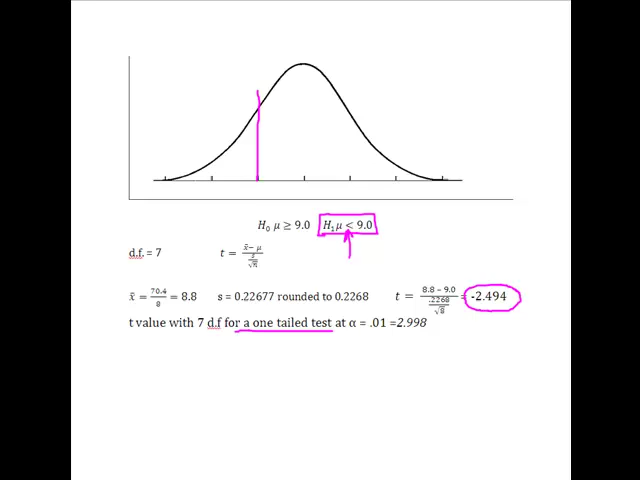 H₀ μ ≥ 9.0 H₁μ < 9.0
d.f. = 7 t = (x̄ − μ) / (s/√n)
x̄ = 70.4/8 = 8.8 s = 0.22677 rounded to 0.2268 t = (8.8 − 9.0) / (.2268/√8) = -2.494
t value with 7 d.f for a one tailed test at α = .01 =2.998